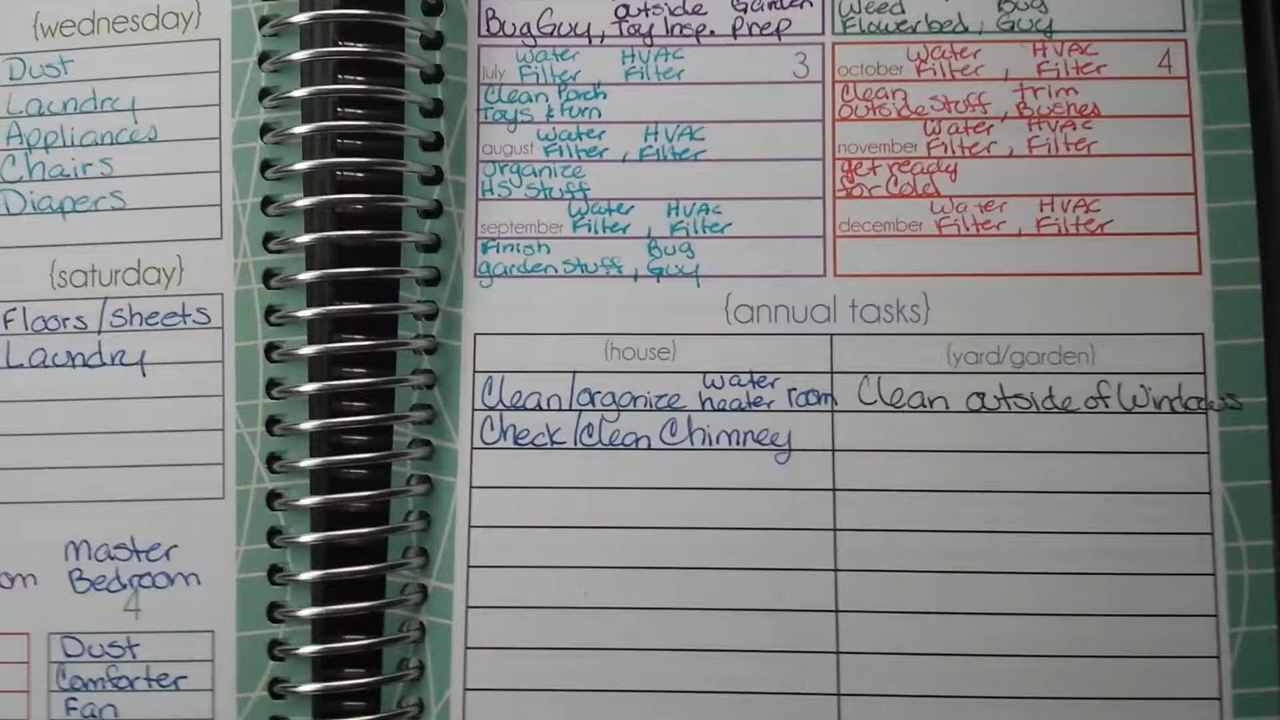 {wednesday}
Dust
Laundry
Appliances
Chairs
Diapers
{saturday}
Floors/Sheets
Laundry
om
Master
Bedroom
4
Dust
Comforter
Fan
outside Garden
Bug Guy, Toy Insp. Prep
Weed Bug
Flowerbed, Guy
Water HVAC
july Filter, Filter 3
Clean Porch
Toys & Furn
Water HVAC
august Filter, Filter
Organize
HS Stuff
Water HVAC
september Filter, Filter
Finish Bug
garden Stuff, Guy
Water HVAC
october Filter, Filter 4
Clean trim
Outside Stuff, Bushes
Water HVAC
november Filter, Filter
get ready
for Cold
Water HVAC
december Filter, Filter
{annual tasks}
{house} {yard/garden}
Clean/organize water heater room Clean outside of Windows
Check/Clean Chimney